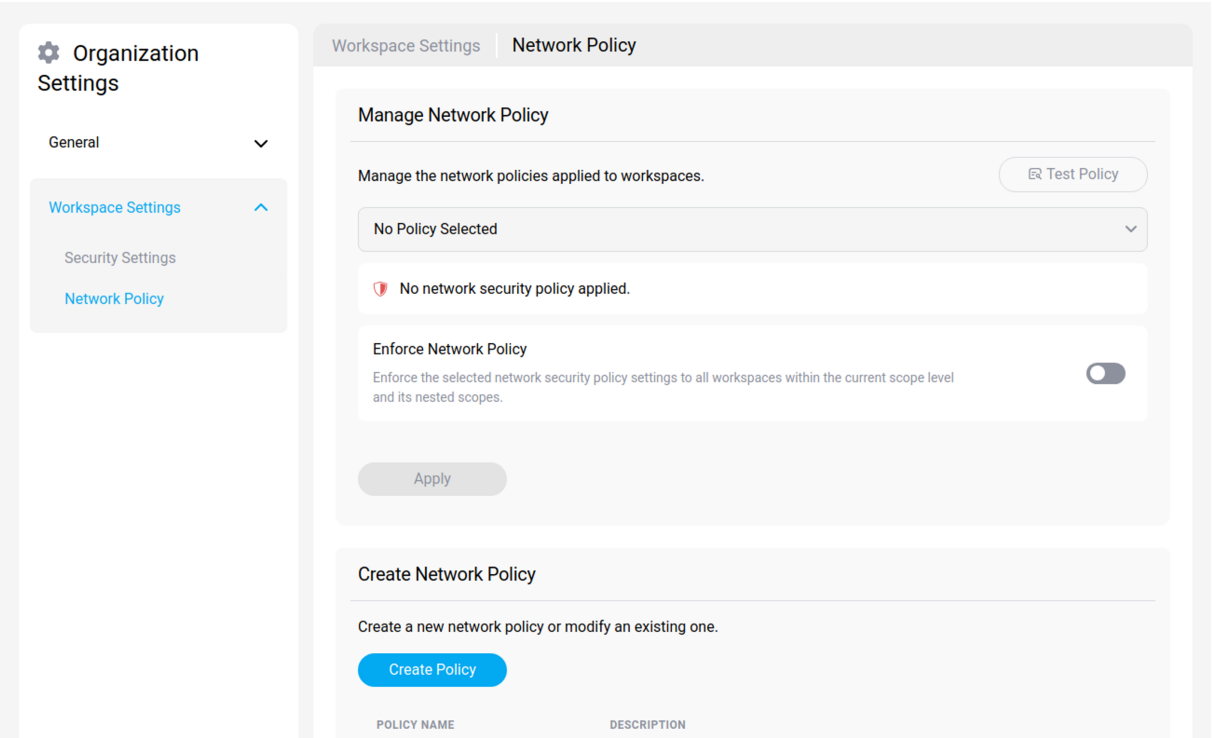 Organization
Settings
General
Workspace Settings
Security Settings
Network Policy
Workspace Settings
Network Policy
Manage Network Policy
Manage the network policies applied to workspaces.
Test Policy
No Policy Selected
No network security policy applied.
Enforce Network Policy
Enforce the selected network security policy settings to all workspaces within the current scope level
and its nested scopes.
Apply
Create Network Policy
Create a new network policy or modify an existing one.
Create Policy
POLICY NAME
DESCRIPTION